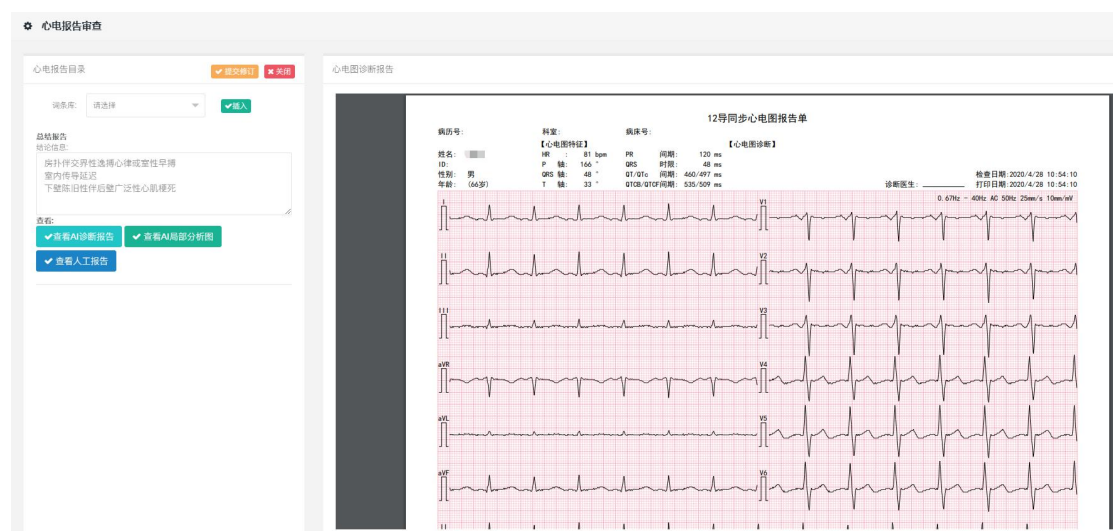 心电报告审查
心电报告目录
提交修订
关闭
词条库:
请选择
插入
总结报告
结论信息:
房扑伴交界性逸搏心律或室性早搏
室内传导延迟
下壁陈旧性伴后壁广泛性心肌梗死
查看:
查看AI诊断报告
查看AI局部分析图
查看人工报告
心电图诊断报告
12导同步心电图报告单
病历号: 科室: 病床号:
【心电图特征】 【心电图诊断】
姓名: HR : 81 bpm PR 间期: 120 ms
ID: P 轴: 166 ° QRS 时限: 48 ms
性别: 男 QRS 轴: 48 ° QT/QTc 间期: 460/497 ms 检查日期:2020/4/28 10:54:10
年龄: (66岁) T 轴: 33 ° QTCB/QTCF间期: 535/509 ms 诊断医生: 打印日期:2020/4/28 10:54:10
0.67Hz - 40Hz AC 50Hz 25mm/s 10mm/mV
I V1
II V2
III V3
aVR V4
aVL V5
aVF V6
II